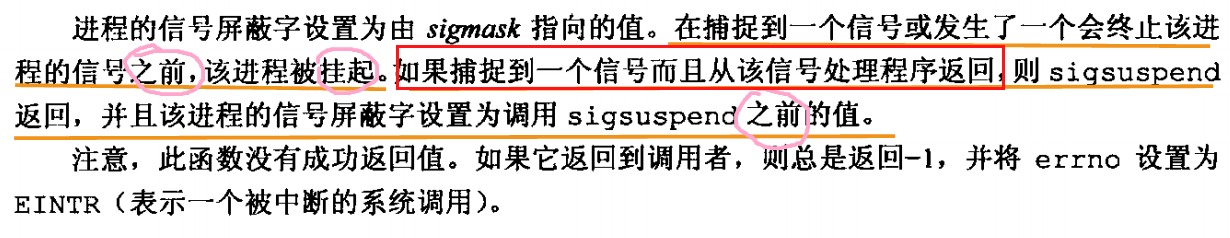 进程的信号屏蔽字设置为由 sigmask 指向的值。在捕捉到一个信号或发生了一个会终止该进
程的信号之前,该进程被挂起。如果捕捉到一个信号而且从该信号处理程序返回,则 sigsuspend
返回，并且该进程的信号屏蔽字设置为调用 sigsuspend 之前的值。
注意，此函数没有成功返回值。如果它返回到调用者，则总是返回-1，并将 errno 设置为
EINTR（表示一个被中断的系统调用）。